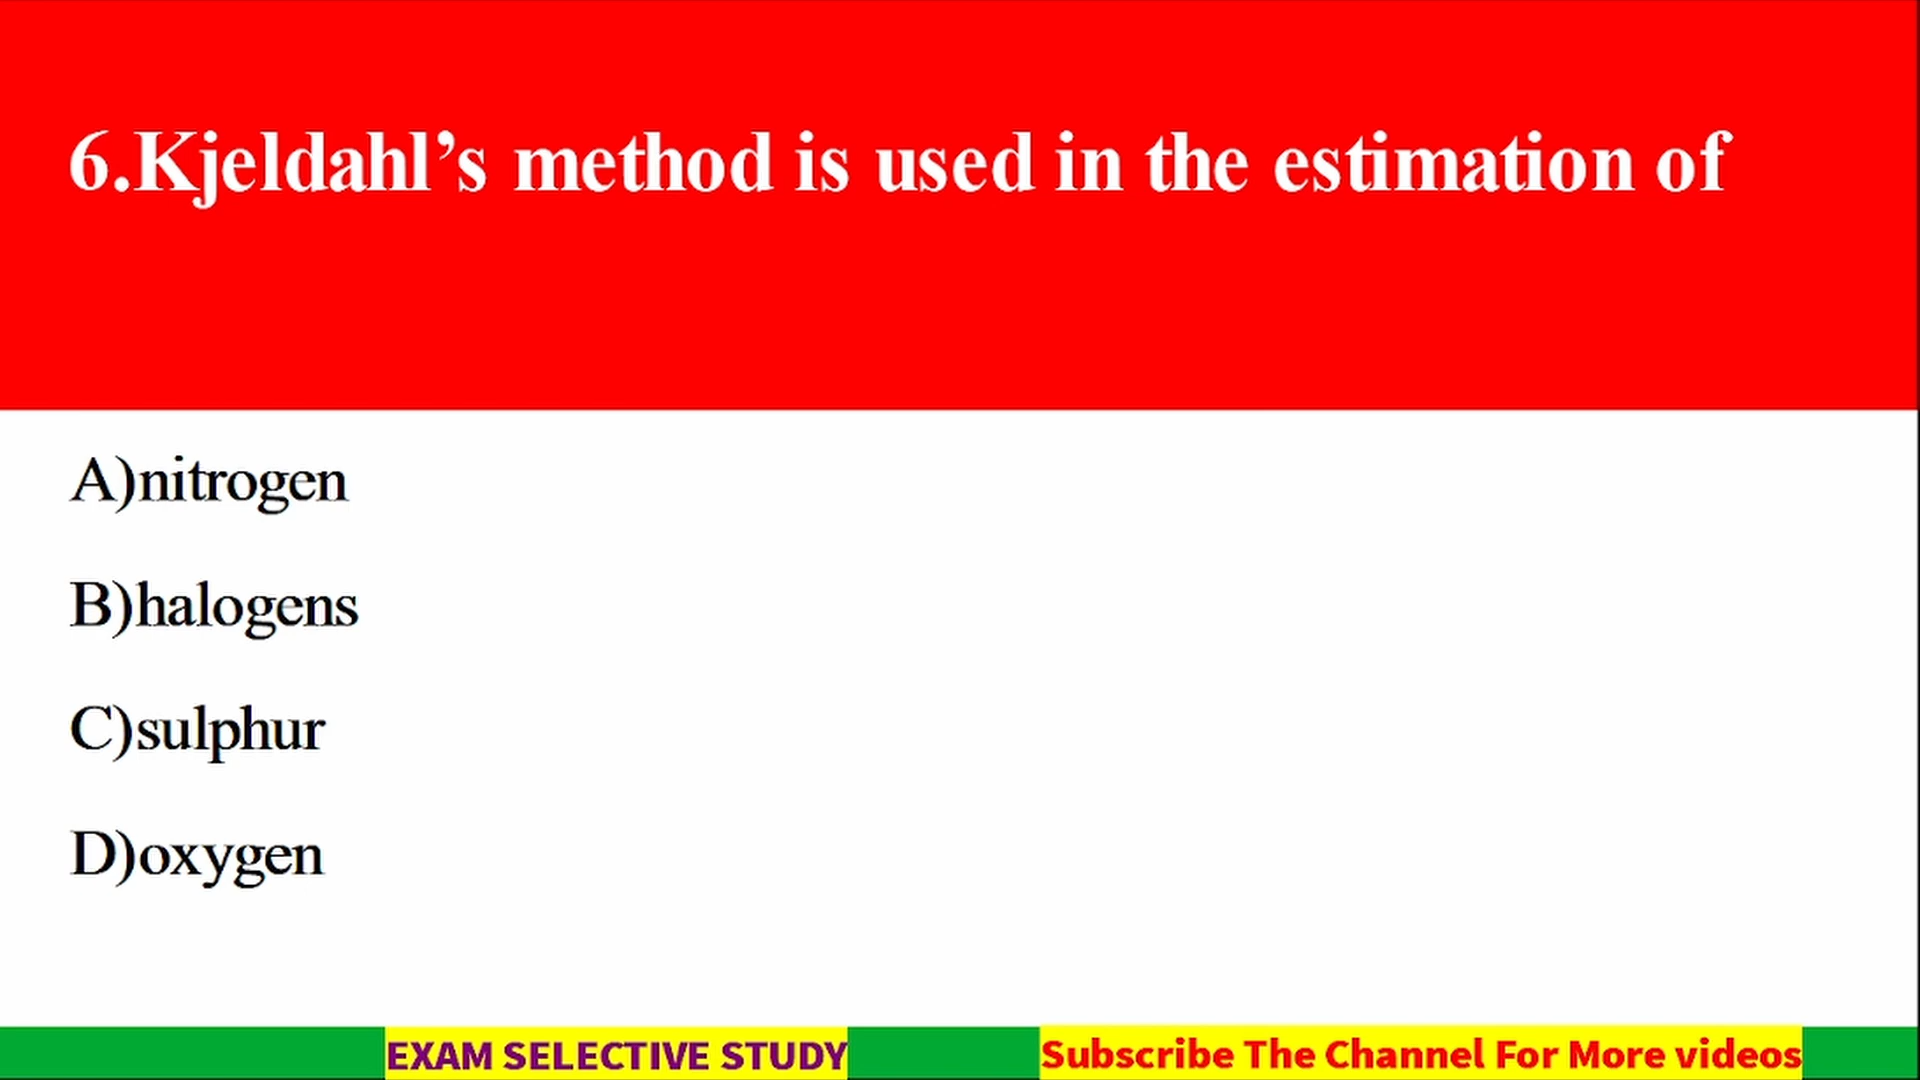 6.Kjeldahl’s method is used in the estimation of
A)nitrogen
B)halogens
C)sulphur
D)oxygen
EXAM SELECTIVE STUDY
Subscribe The Channel For More videos